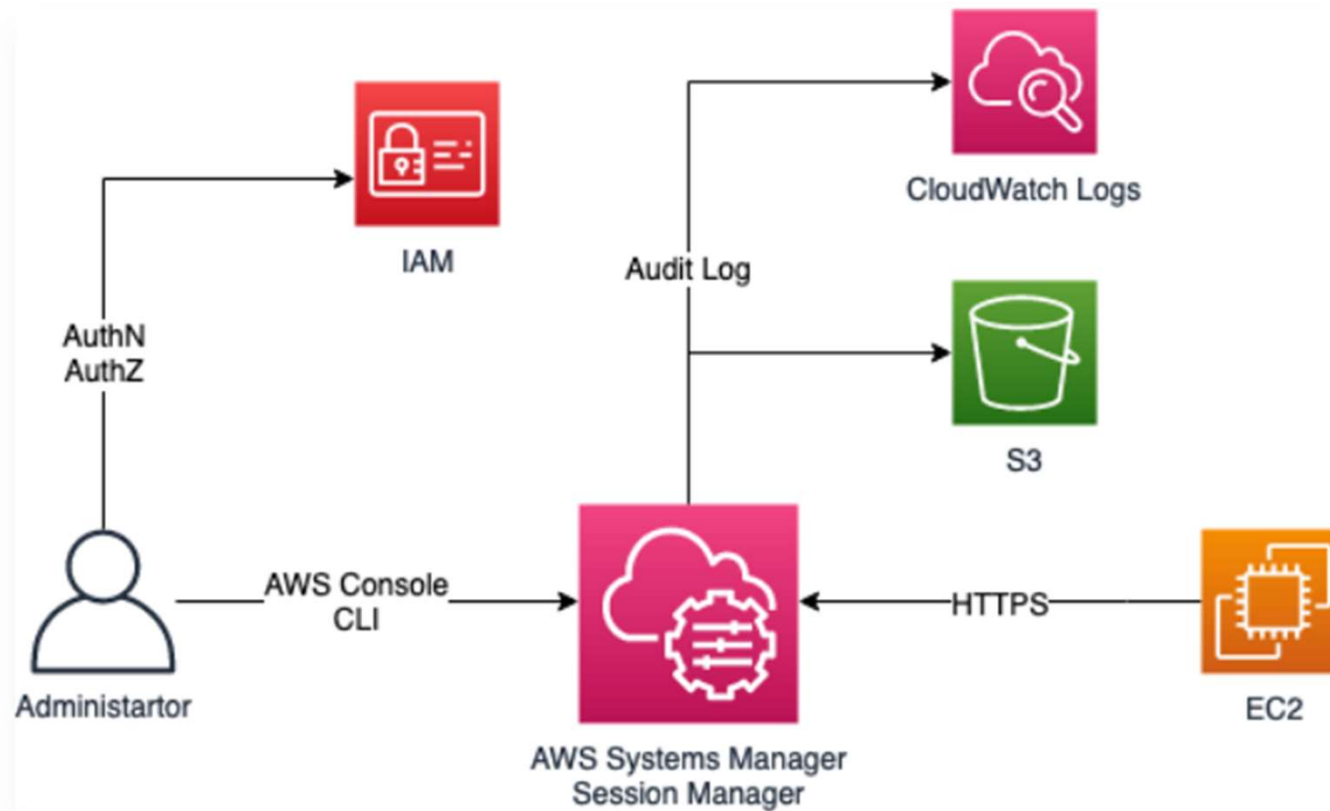 CloudWatch Logs
IAM
Audit Log
AuthN
AuthZ
S3
AWS Console
CLI
HTTPS
Administartor
EC2
AWS Systems Manager
Session Manager